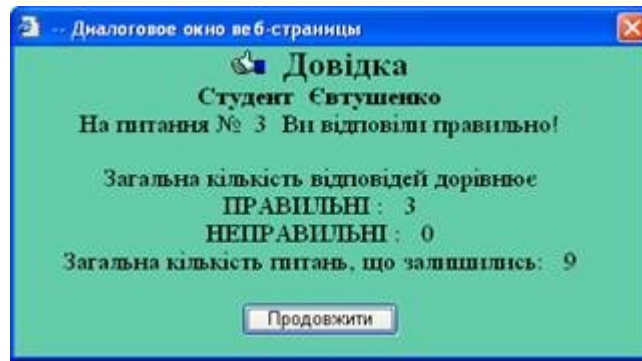 -- Диалоговое окно веб-страницы
Довідка
Студент Євтушенко
На питання № 3 Ви відповіли правильно!
Загальна кількість відповідей дорівнює
ПРАВИЛЬНІ : 3
НЕПРАВИЛЬНІ : 0
Загальна кількість питань, що залишились: 9
Продовжити